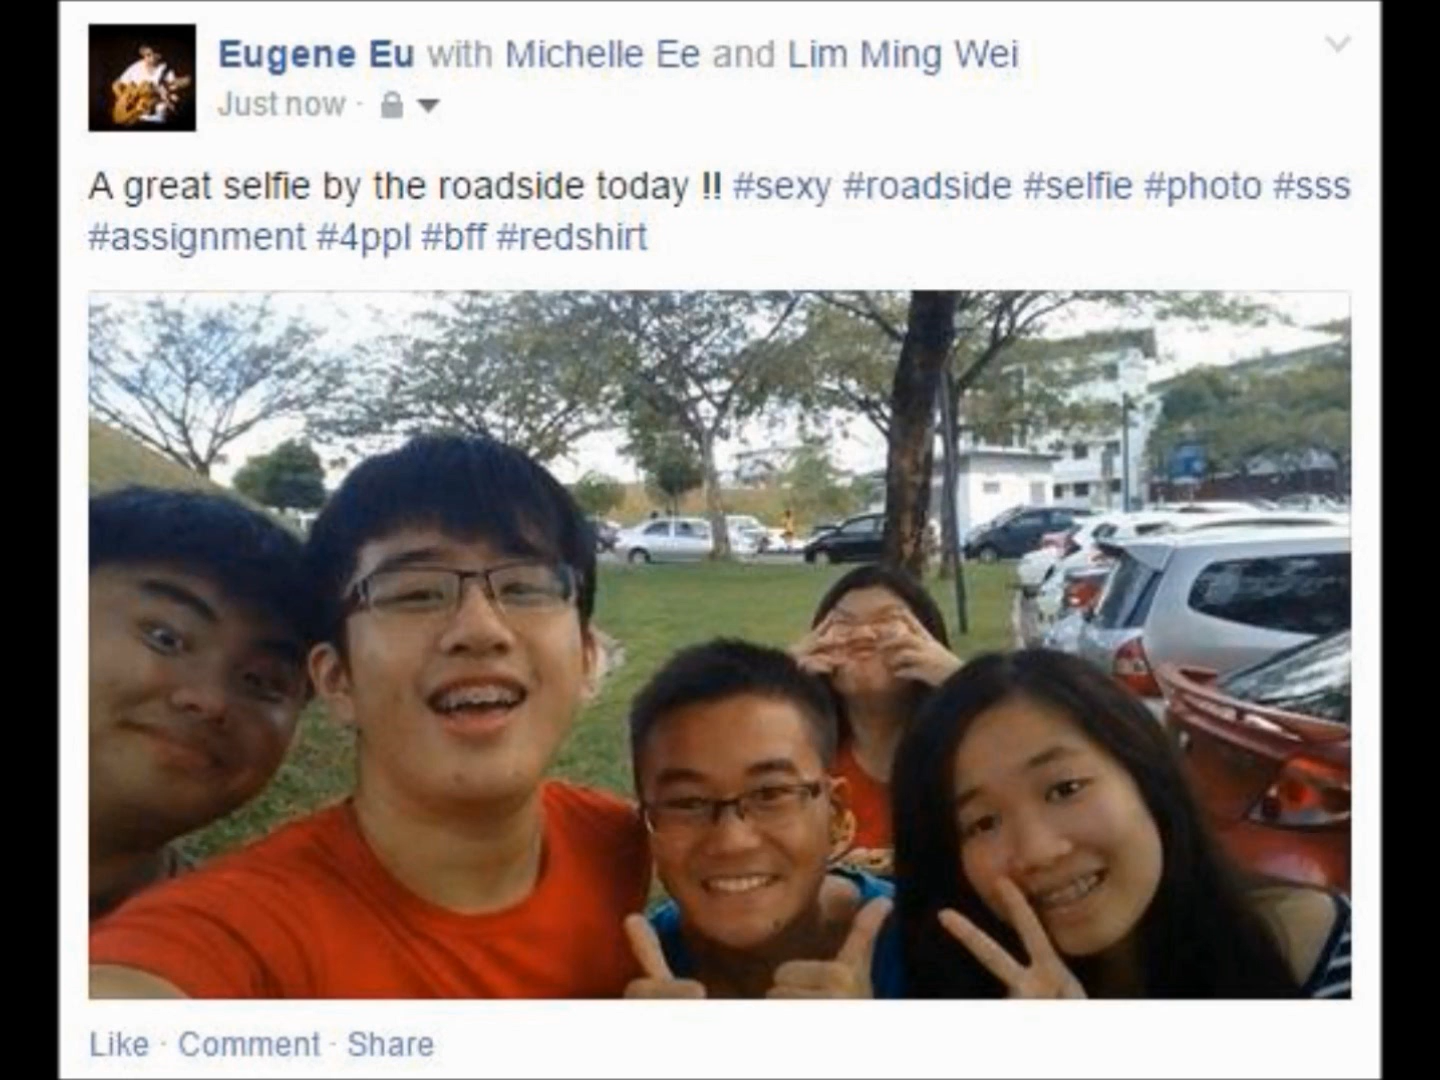 Eugene Eu with Michelle Ee and Lim Ming Wei
Just now ·
A great selfie by the roadside today !! #sexy #roadside #selfie #photo #sss
#assignment #4ppl #bff #redshirt
Like · Comment · Share